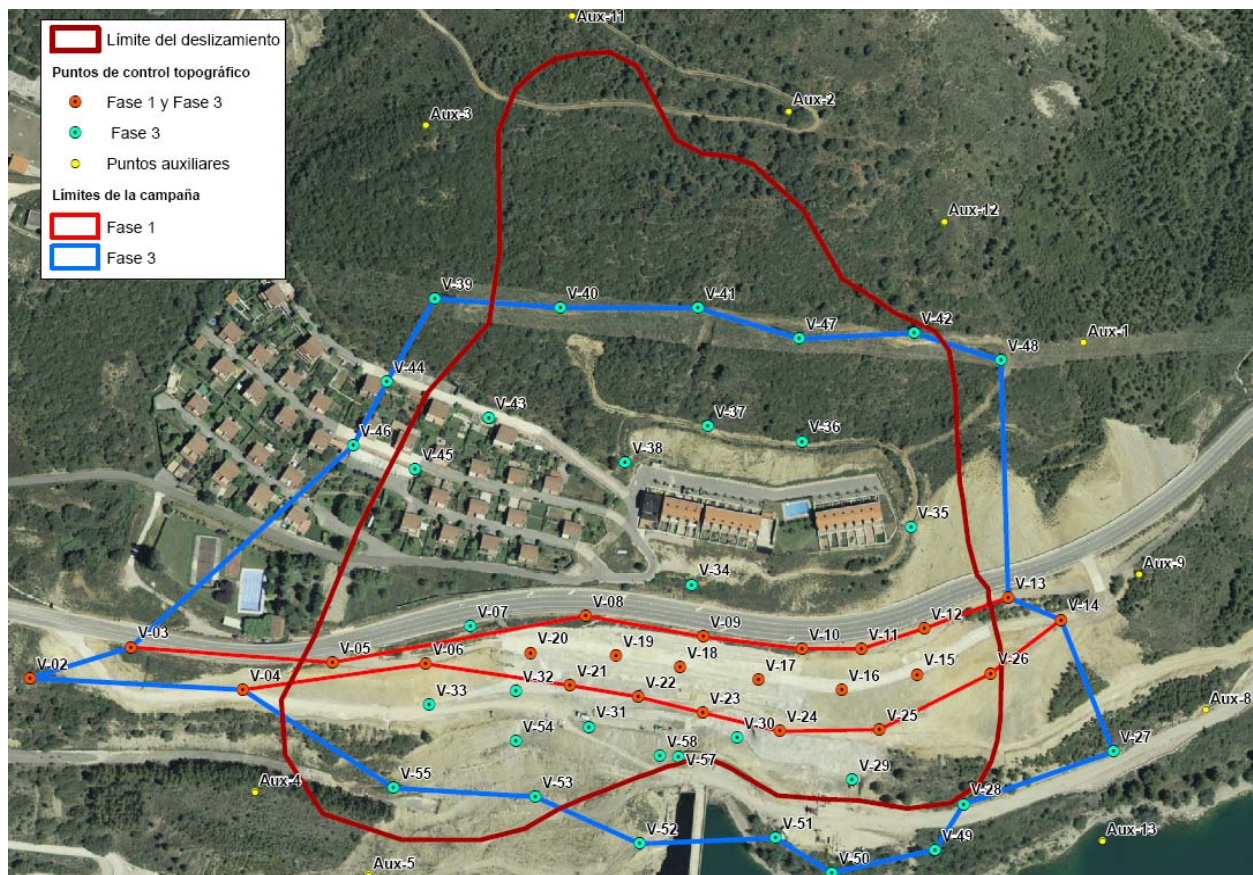 Límite del deslizamiento
Puntos de control topográfico
Fase 1 y Fase 3
Fase 3
Puntos auxiliares
Límites de la campaña
Fase 1
Fase 3
Aux-11
Aux-2
Aux-3
Aux-12
V-39
V-40
V-41
V-47
V-42
Aux-1
V-48
V-44
V-43
V-37
V-46
V-36
V-45
V-38
V-35
Aux-9
V-34
V-13
V-08
V-14
V-07
V-12
V-03
V-09
V-10
V-11
V-05
V-06
V-20
V-19
V-18
V-02
V-04
V-17
V-16
V-15
V-26
V-21
V-32
V-22
V-33
V-23
Aux-8
V-31
V-30
V-24
V-25
V-54
V-58
V-57
V-27
V-29
Aux-4
V-55
V-53
V-28
V-52
V-51
Aux-13
V-49
V-50
Aux-5